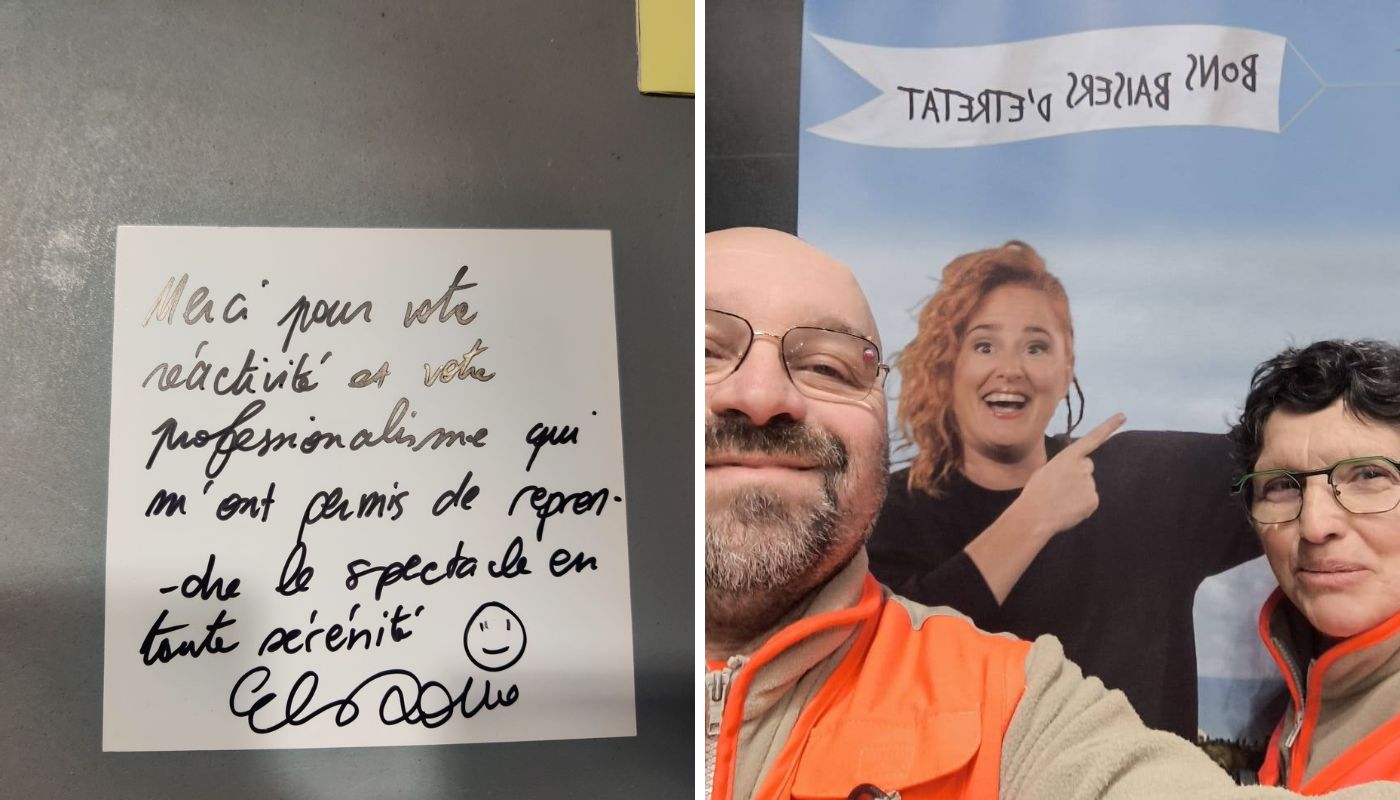 Merci pour votre
réactivité et votre
professionnalisme qui
m'ont permis de repren-
-dre le spectacle en
toute sérénité
BONS BAISERS D'ETRETAT